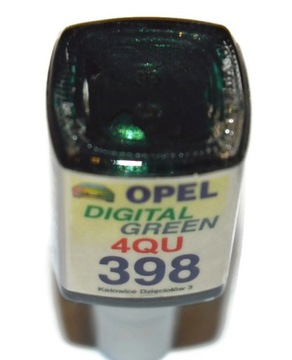 OPEL
DIGITAL
GREEN
4QU
398
Katowice Dzięciołów 3